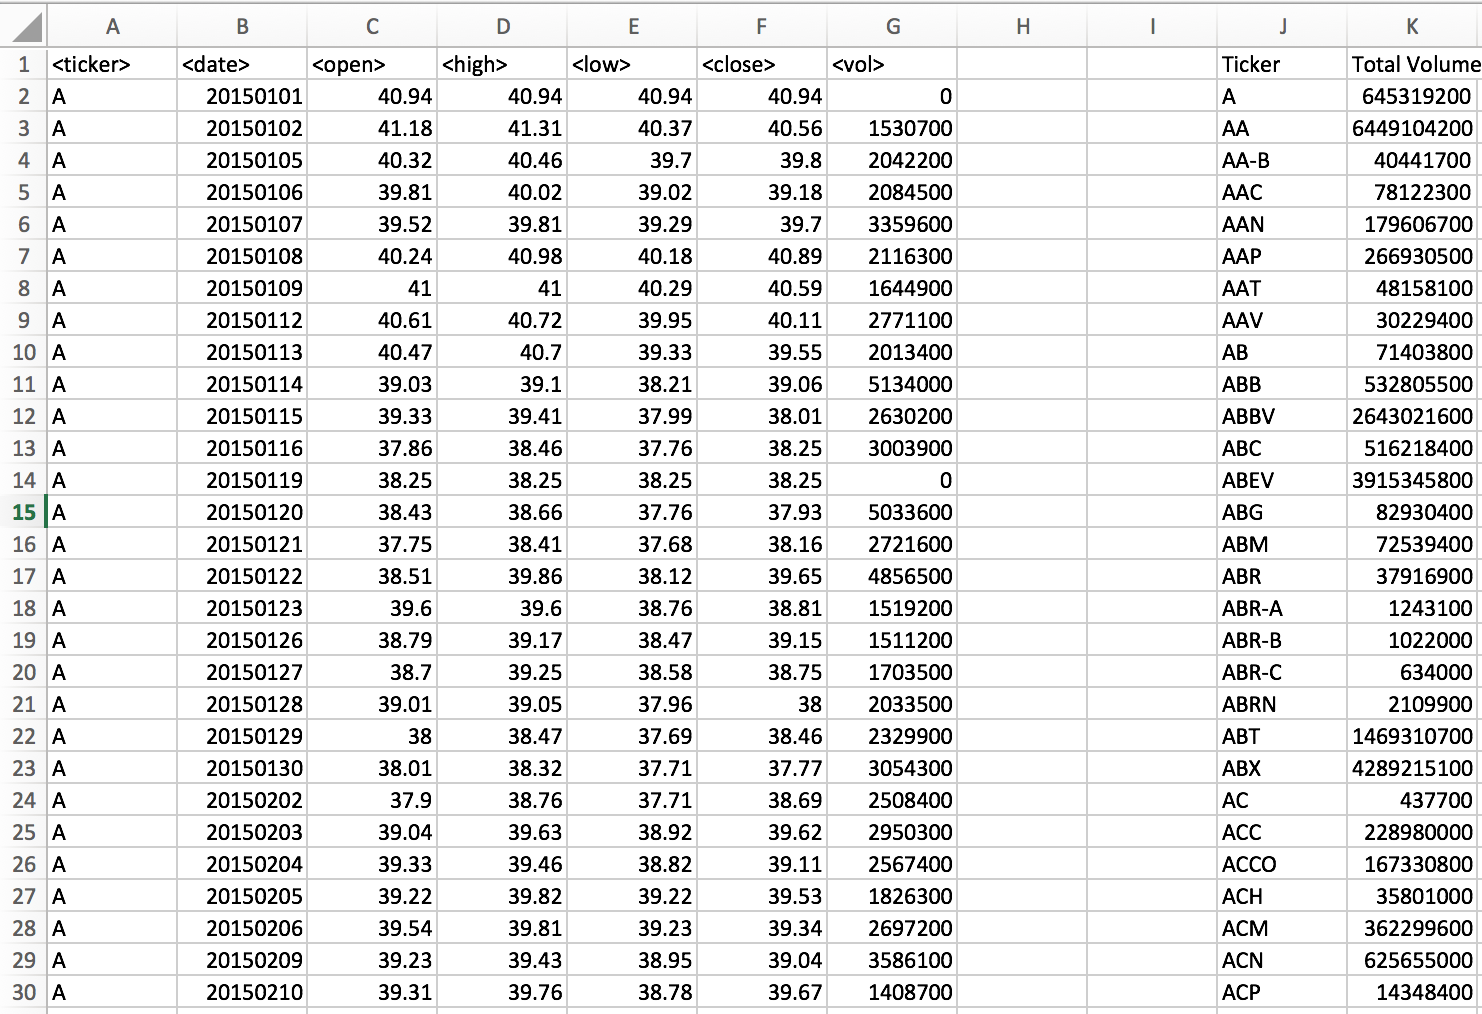 A B C D E F G H I J K
1 <ticker> <date> <open> <high> <low> <close> <vol> Ticker Total Volume
2 A 20150101 40.94 40.94 40.94 40.94 0 A 645319200
3 A 20150102 41.18 41.31 40.37 40.56 1530700 AA 6449104200
4 A 20150105 40.32 40.46 39.7 39.8 2042200 AA-B 40441700
5 A 20150106 39.81 40.02 39.02 39.18 2084500 AAC 78122300
6 A 20150107 39.52 39.81 39.29 39.7 3359600 AAN 179606700
7 A 20150108 40.24 40.98 40.18 40.89 2116300 AAP 266930500
8 A 20150109 41 41 40.29 40.59 1644900 AAT 48158100
9 A 20150112 40.61 40.72 39.95 40.11 2771100 AAV 30229400
10 A 20150113 40.47 40.7 39.33 39.55 2013400 AB 71403800
11 A 20150114 39.03 39.1 38.21 39.06 5134000 ABB 532805500
12 A 20150115 39.33 39.41 37.99 38.01 2630200 ABBV 2643021600
13 A 20150116 37.86 38.46 37.76 38.25 3003900 ABC 516218400
14 A 20150119 38.25 38.25 38.25 38.25 0 ABEV 3915345800
15 A 20150120 38.43 38.66 37.76 37.93 5033600 ABG 82930400
16 A 20150121 37.75 38.41 37.68 38.16 2721600 ABM 72539400
17 A 20150122 38.51 39.86 38.12 39.65 4856500 ABR 37916900
18 A 20150123 39.6 39.6 38.76 38.81 1519200 ABR-A 1243100
19 A 20150126 38.79 39.17 38.47 39.15 1511200 ABR-B 1022000
20 A 20150127 38.7 39.25 38.58 38.75 1703500 ABR-C 634000
21 A 20150128 39.01 39.05 37.96 38 2033500 ABRN 2109900
22 A 20150129 38 38.47 37.69 38.46 2329900 ABT 1469310700
23 A 20150130 38.01 38.32 37.71 37.77 3054300 ABX 4289215100
24 A 20150202 37.9 38.76 37.71 38.69 2508400 AC 437700
25 A 20150203 39.04 39.63 38.92 39.62 2950300 ACC 228980000
26 A 20150204 39.33 39.46 38.82 39.11 2567400 ACCO 167330800
27 A 20150205 39.22 39.82 39.22 39.53 1826300 ACH 35801000
28 A 20150206 39.54 39.81 39.23 39.34 2697200 ACM 362299600
29 A 20150209 39.23 39.43 38.95 39.04 3586100 ACN 625655000
30 A 20150210 39.31 39.76 38.78 39.67 1408700 ACP 14348400